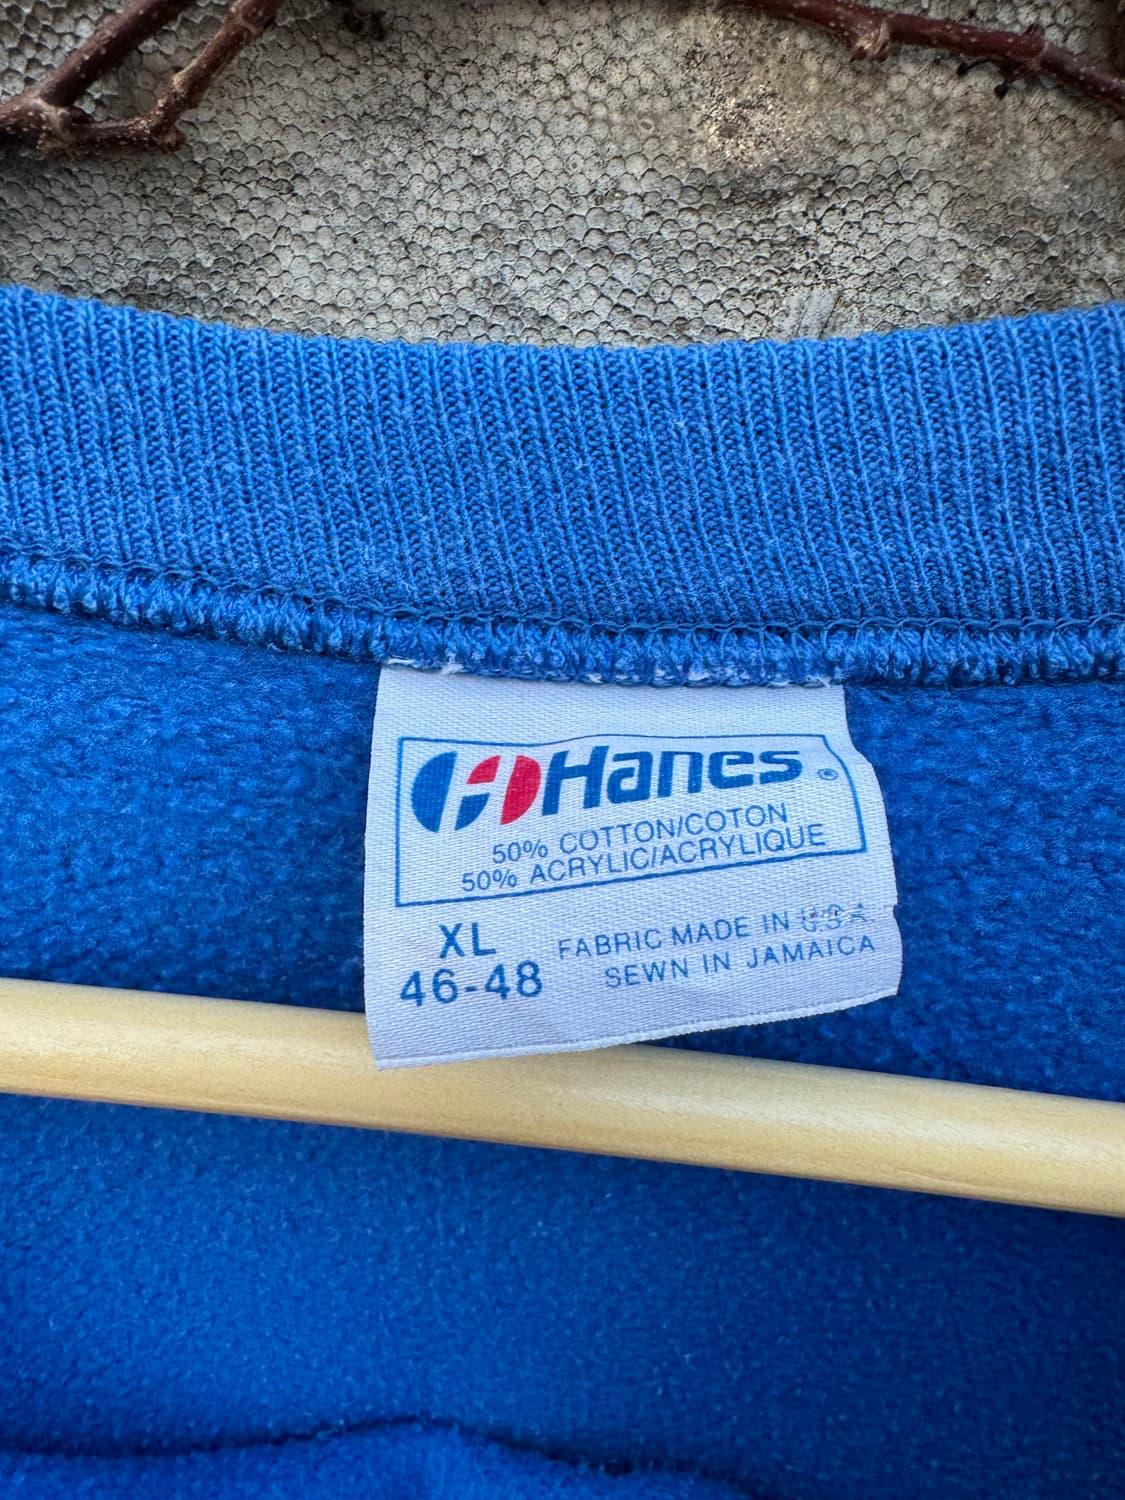 Hanes ®
50% COTTON/COTON
50% ACRYLIC/ACRYLIQUE
XL
46-48
FABRIC MADE IN U.S.A.
SEWN IN JAMAICA